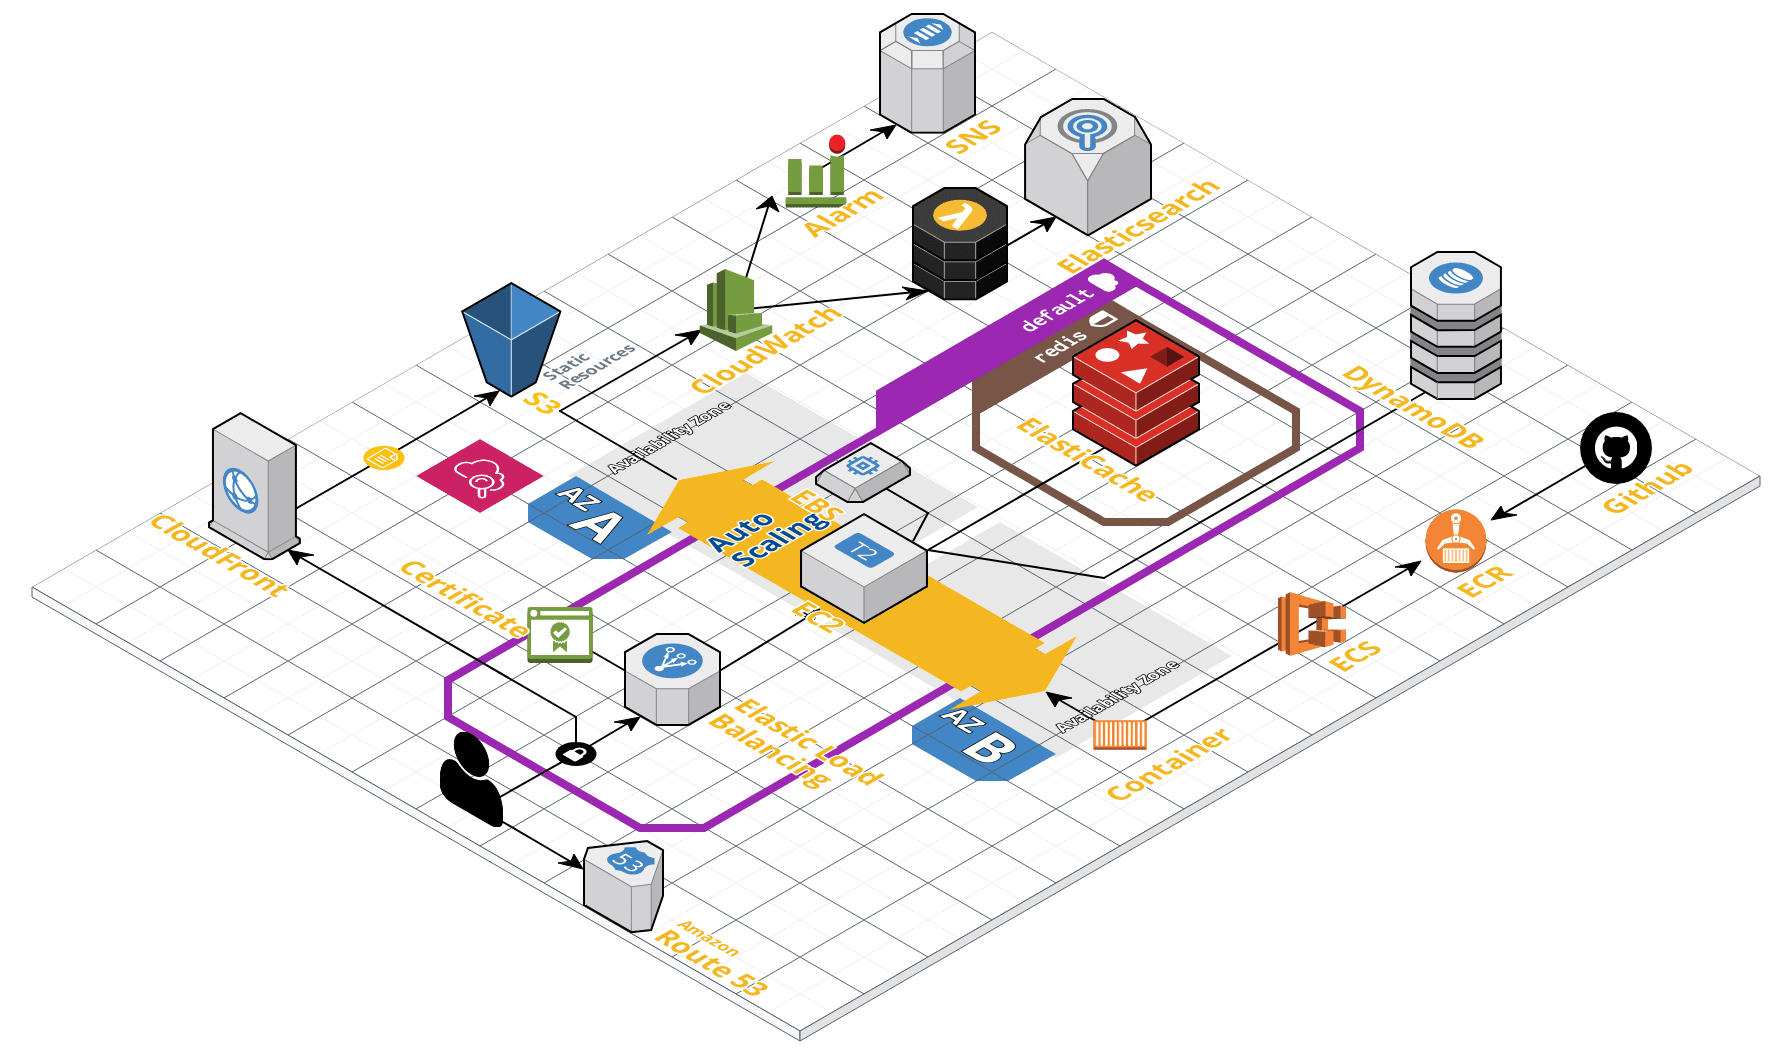 SNS
Alarm
Elasticsearch
default
redis
Static
Resources
S3
CloudWatch
Availability Zone
DynamoDB
ElastiCache
Github
CloudFront
AZ
A
EBS
Auto
Scaling
T2
EC2
Certificate
ECR
ECS
Availability Zone
AZ
B
Elastic Load
Balancing
Container
53
Amazon
Route 53